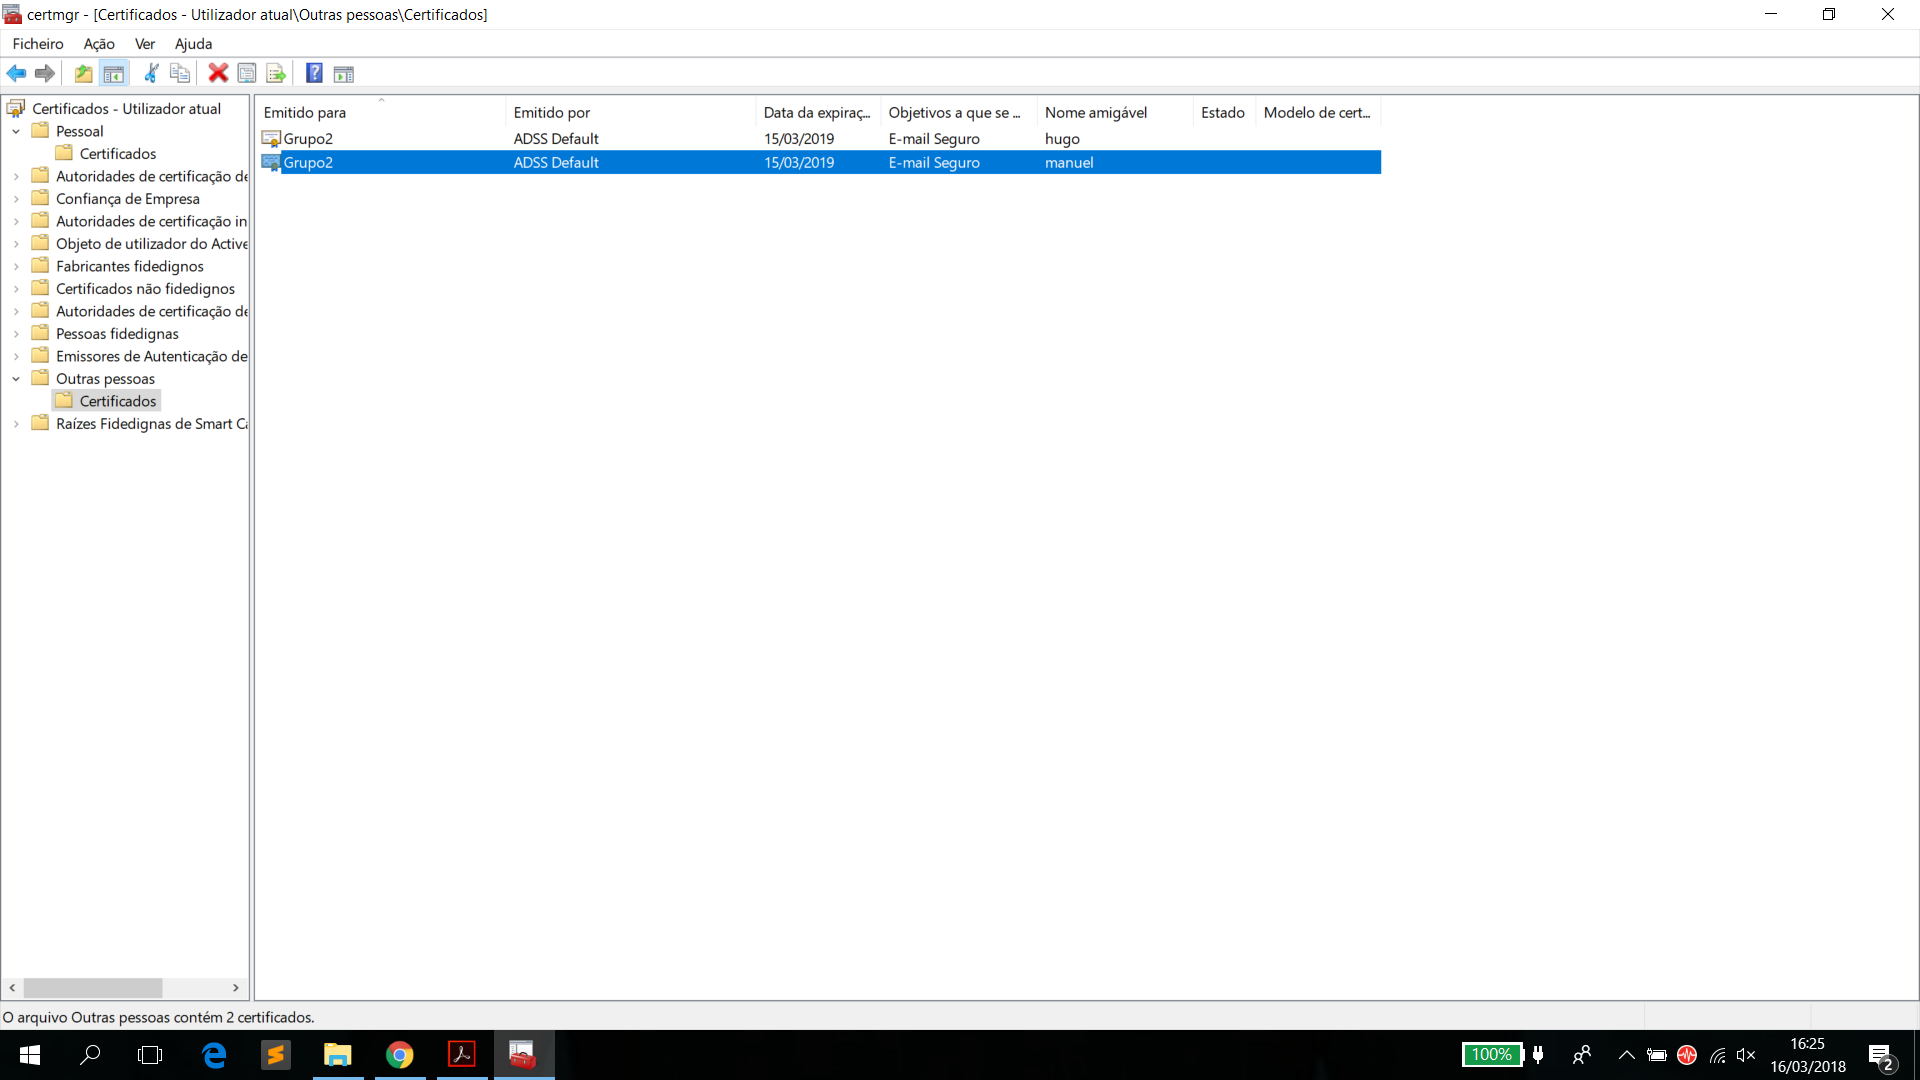 certmgr - [Certificados - Utilizador atual\Outras pessoas\Certificados]
Ficheiro Ação Ver Ajuda
Certificados - Utilizador atual
Pessoal
Certificados
Autoridades de certificação de
Confiança de Empresa
Autoridades de certificação in
Objeto de utilizador do Active
Fabricantes fidedignos
Certificados não fidedignos
Autoridades de certificação de
Pessoas fidedignas
Emissores de Autenticação de
Outras pessoas
Certificados
Raízes Fidedignas de Smart Ca
Emitido para Emitido por Data da expiraç... Objetivos a que se ... Nome amigável Estado Modelo de cert...
Grupo2 ADSS Default 15/03/2019 E-mail Seguro hugo
Grupo2 ADSS Default 15/03/2019 E-mail Seguro manuel
O arquivo Outras pessoas contém 2 certificados.
100%
16:25
16/03/2018
2